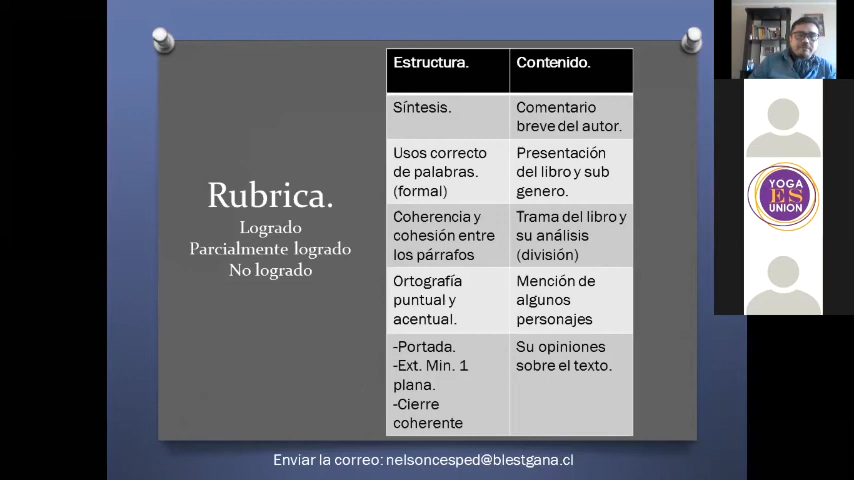 Rubrica.
Logrado
Parcialmente logrado
No logrado
Estructura.
Contenido.
Síntesis.
Comentario
breve del autor.
Usos correcto
de palabras.
(formal)
Presentación
del libro y sub
genero.
Coherencia y
cohesión entre
los párrafos
Trama del libro y
su análisis
(división)
Ortografía
puntual y
acentual.
Mención de
algunos
personajes
-Portada.
-Ext. Min. 1
plana.
-Cierre
coherente
Su opiniones
sobre el texto.
Enviar la correo: nelsoncesped@blestgana.cl
YOGA
ES
UNION